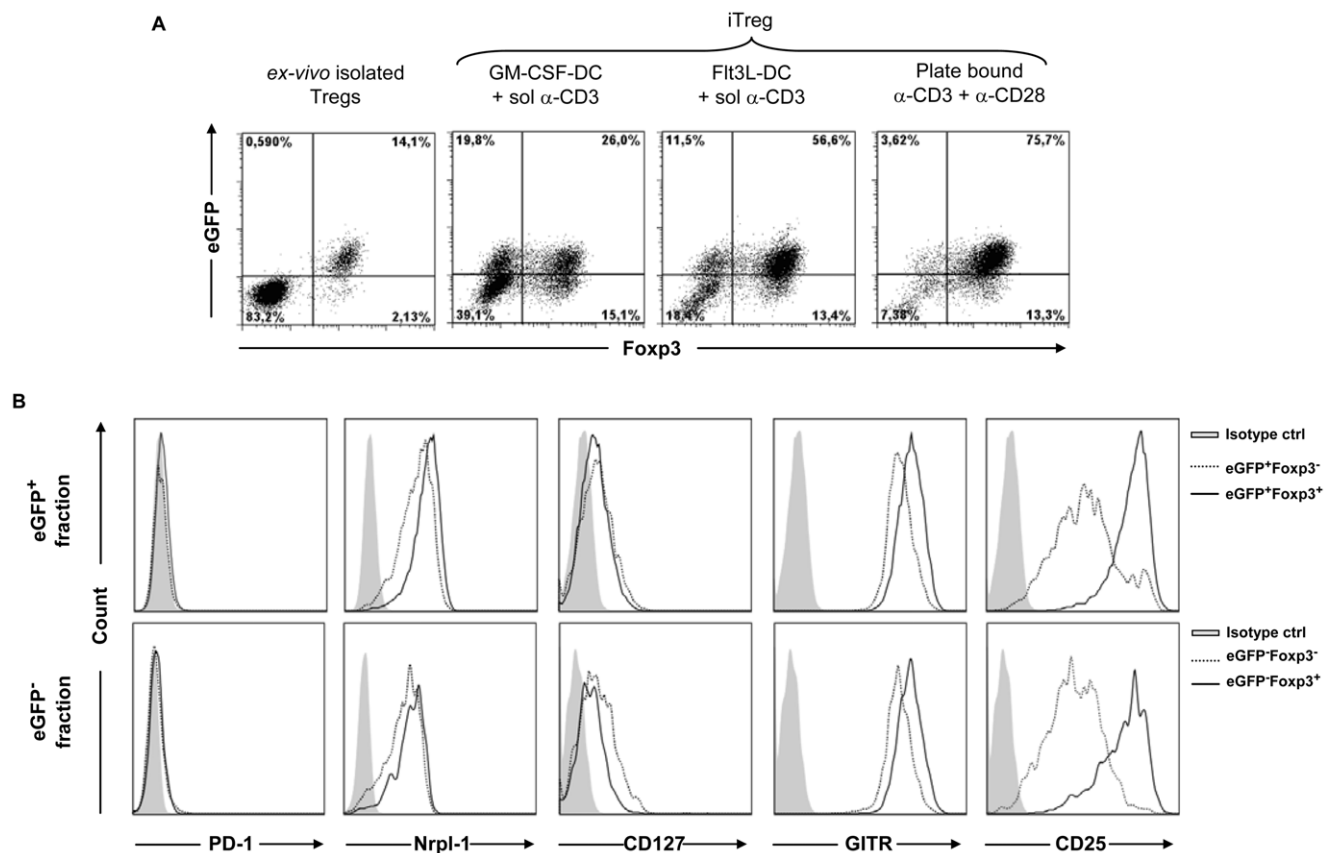 A
iTreg
ex-vivo isolated
Tregs
GM-CSF-DC
+ sol α-CD3
Flt3L-DC
+ sol α-CD3
Plate bound
α-CD3 + α-CD28
eGFP
0,590% 14,1%
83,2% 2,13%
19,8% 26,0%
39,1% 15,1%
11,5% 56,6%
18,4% 13,4%
3,62% 75,7%
7,38% 13,3%
Foxp3
B
Count
eGFP⁺
fraction
Isotype ctrl
eGFP⁺Foxp3⁻
eGFP⁺Foxp3⁺
eGFP⁻
fraction
Isotype ctrl
eGFP⁻Foxp3⁻
eGFP⁻Foxp3⁺
PD-1
Nrpl-1
CD127
GITR
CD25